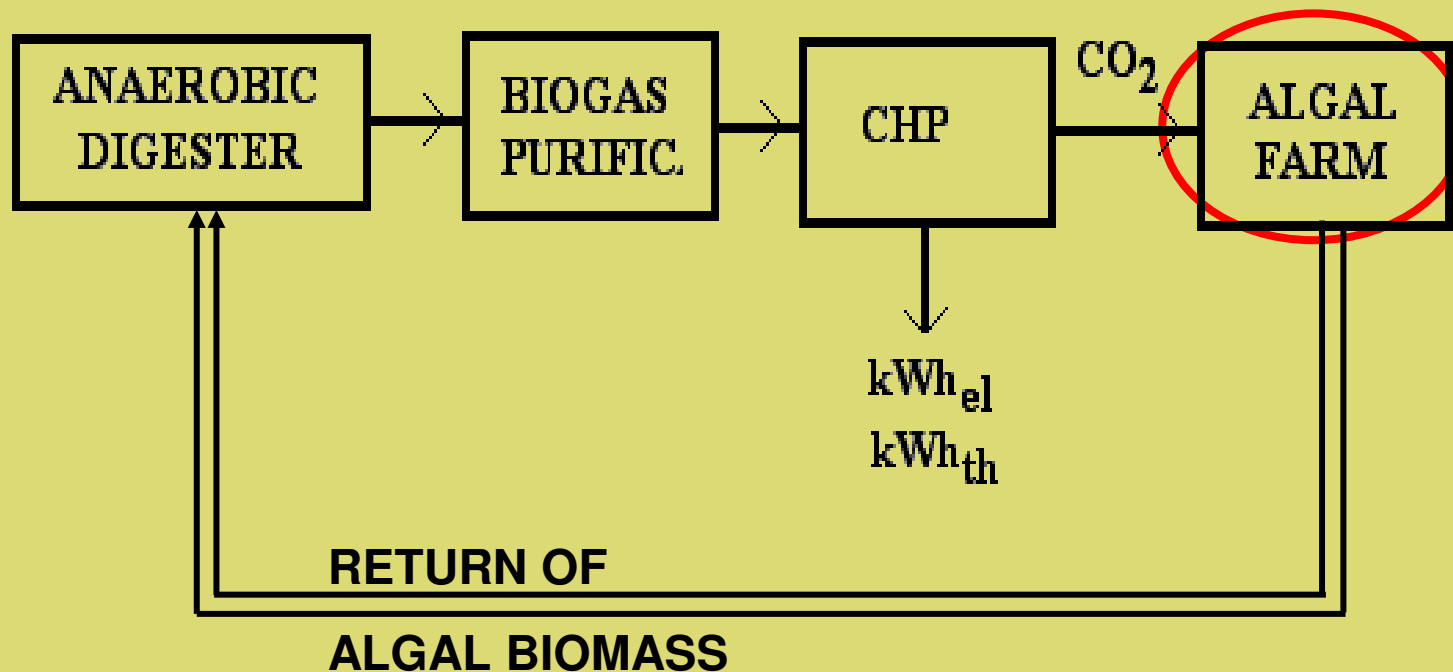 ANAEROBIC
DIGESTER
BIOGAS
PURIFIC.
CHP
CO₂
ALGAL
FARM
kWhₑₗ
kWhₜₕ
RETURN OF
ALGAL BIOMASS